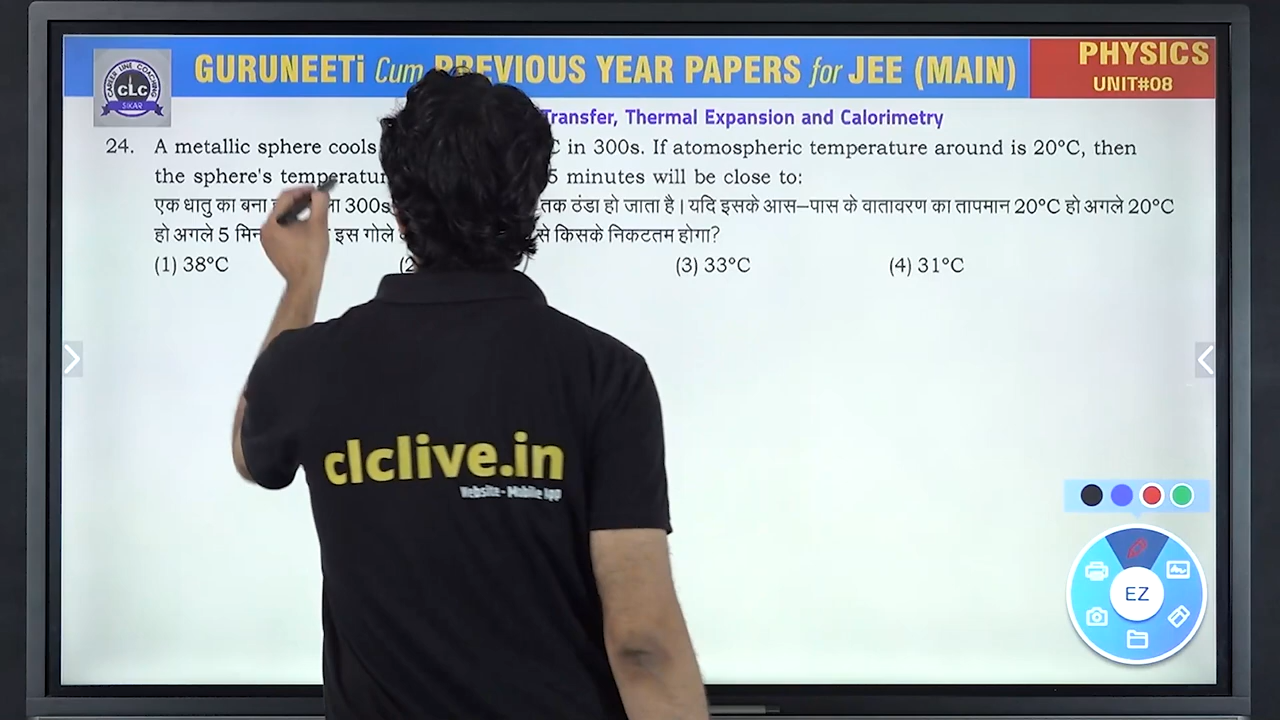 GURUNEETi Cum PREVIOUS YEAR PAPERS for JEE (MAIN)
PHYSICS
UNIT#08
CAREER LINE COACHING
CLC
SIKAR
Transfer, Thermal Expansion and Calorimetry
24. A metallic sphere cools in 300s. If atomospheric temperature around is 20°C, then
the sphere's 5 minutes will be close to:
एक धातु का बना 300s तक ठंडा हो जाता है। यदि इसके आस–पास के वातावरण का तापमान 20°C हो अगले 20°C
हो अगले 5 इस गोले से किसके निकटतम होगा?
(1) 38°C (2 (3) 33°C (4) 31°C
clclive.in
Website - Mobile App
EZ